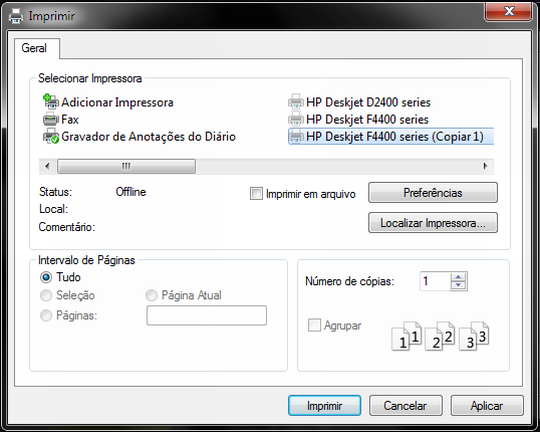 Imprimir
Geral
Selecionar Impressora
Adicionar Impressora
Fax
Gravador de Anotações do Diário
HP Deskjet D2400 series
HP Deskjet F4400 series
HP Deskjet F4400 series (Copiar 1)
Status: Offline
Local:
Comentário:
Imprimir em arquivo
Preferências
Localizar Impressora...
Intervalo de Páginas
Tudo
Seleção
Página Atual
Páginas:
Número de cópias: 1
Agrupar
1 1 2 2 3 3
Imprimir
Cancelar
Aplicar